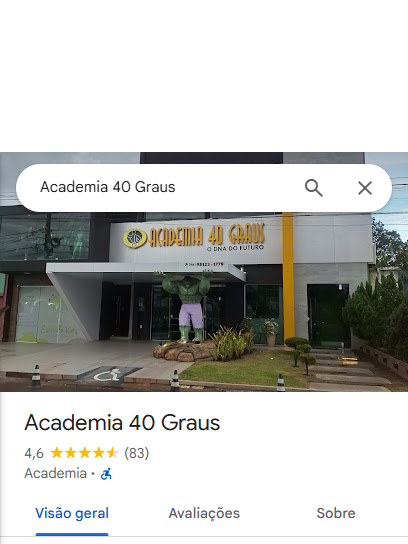 Academia 40 Graus
ACADEMIA 40 GRAUS
O DNA DO FUTURO
Academia 40 Graus
4,6 (83)
Academia ·
Visão geral
Avaliações
Sobre